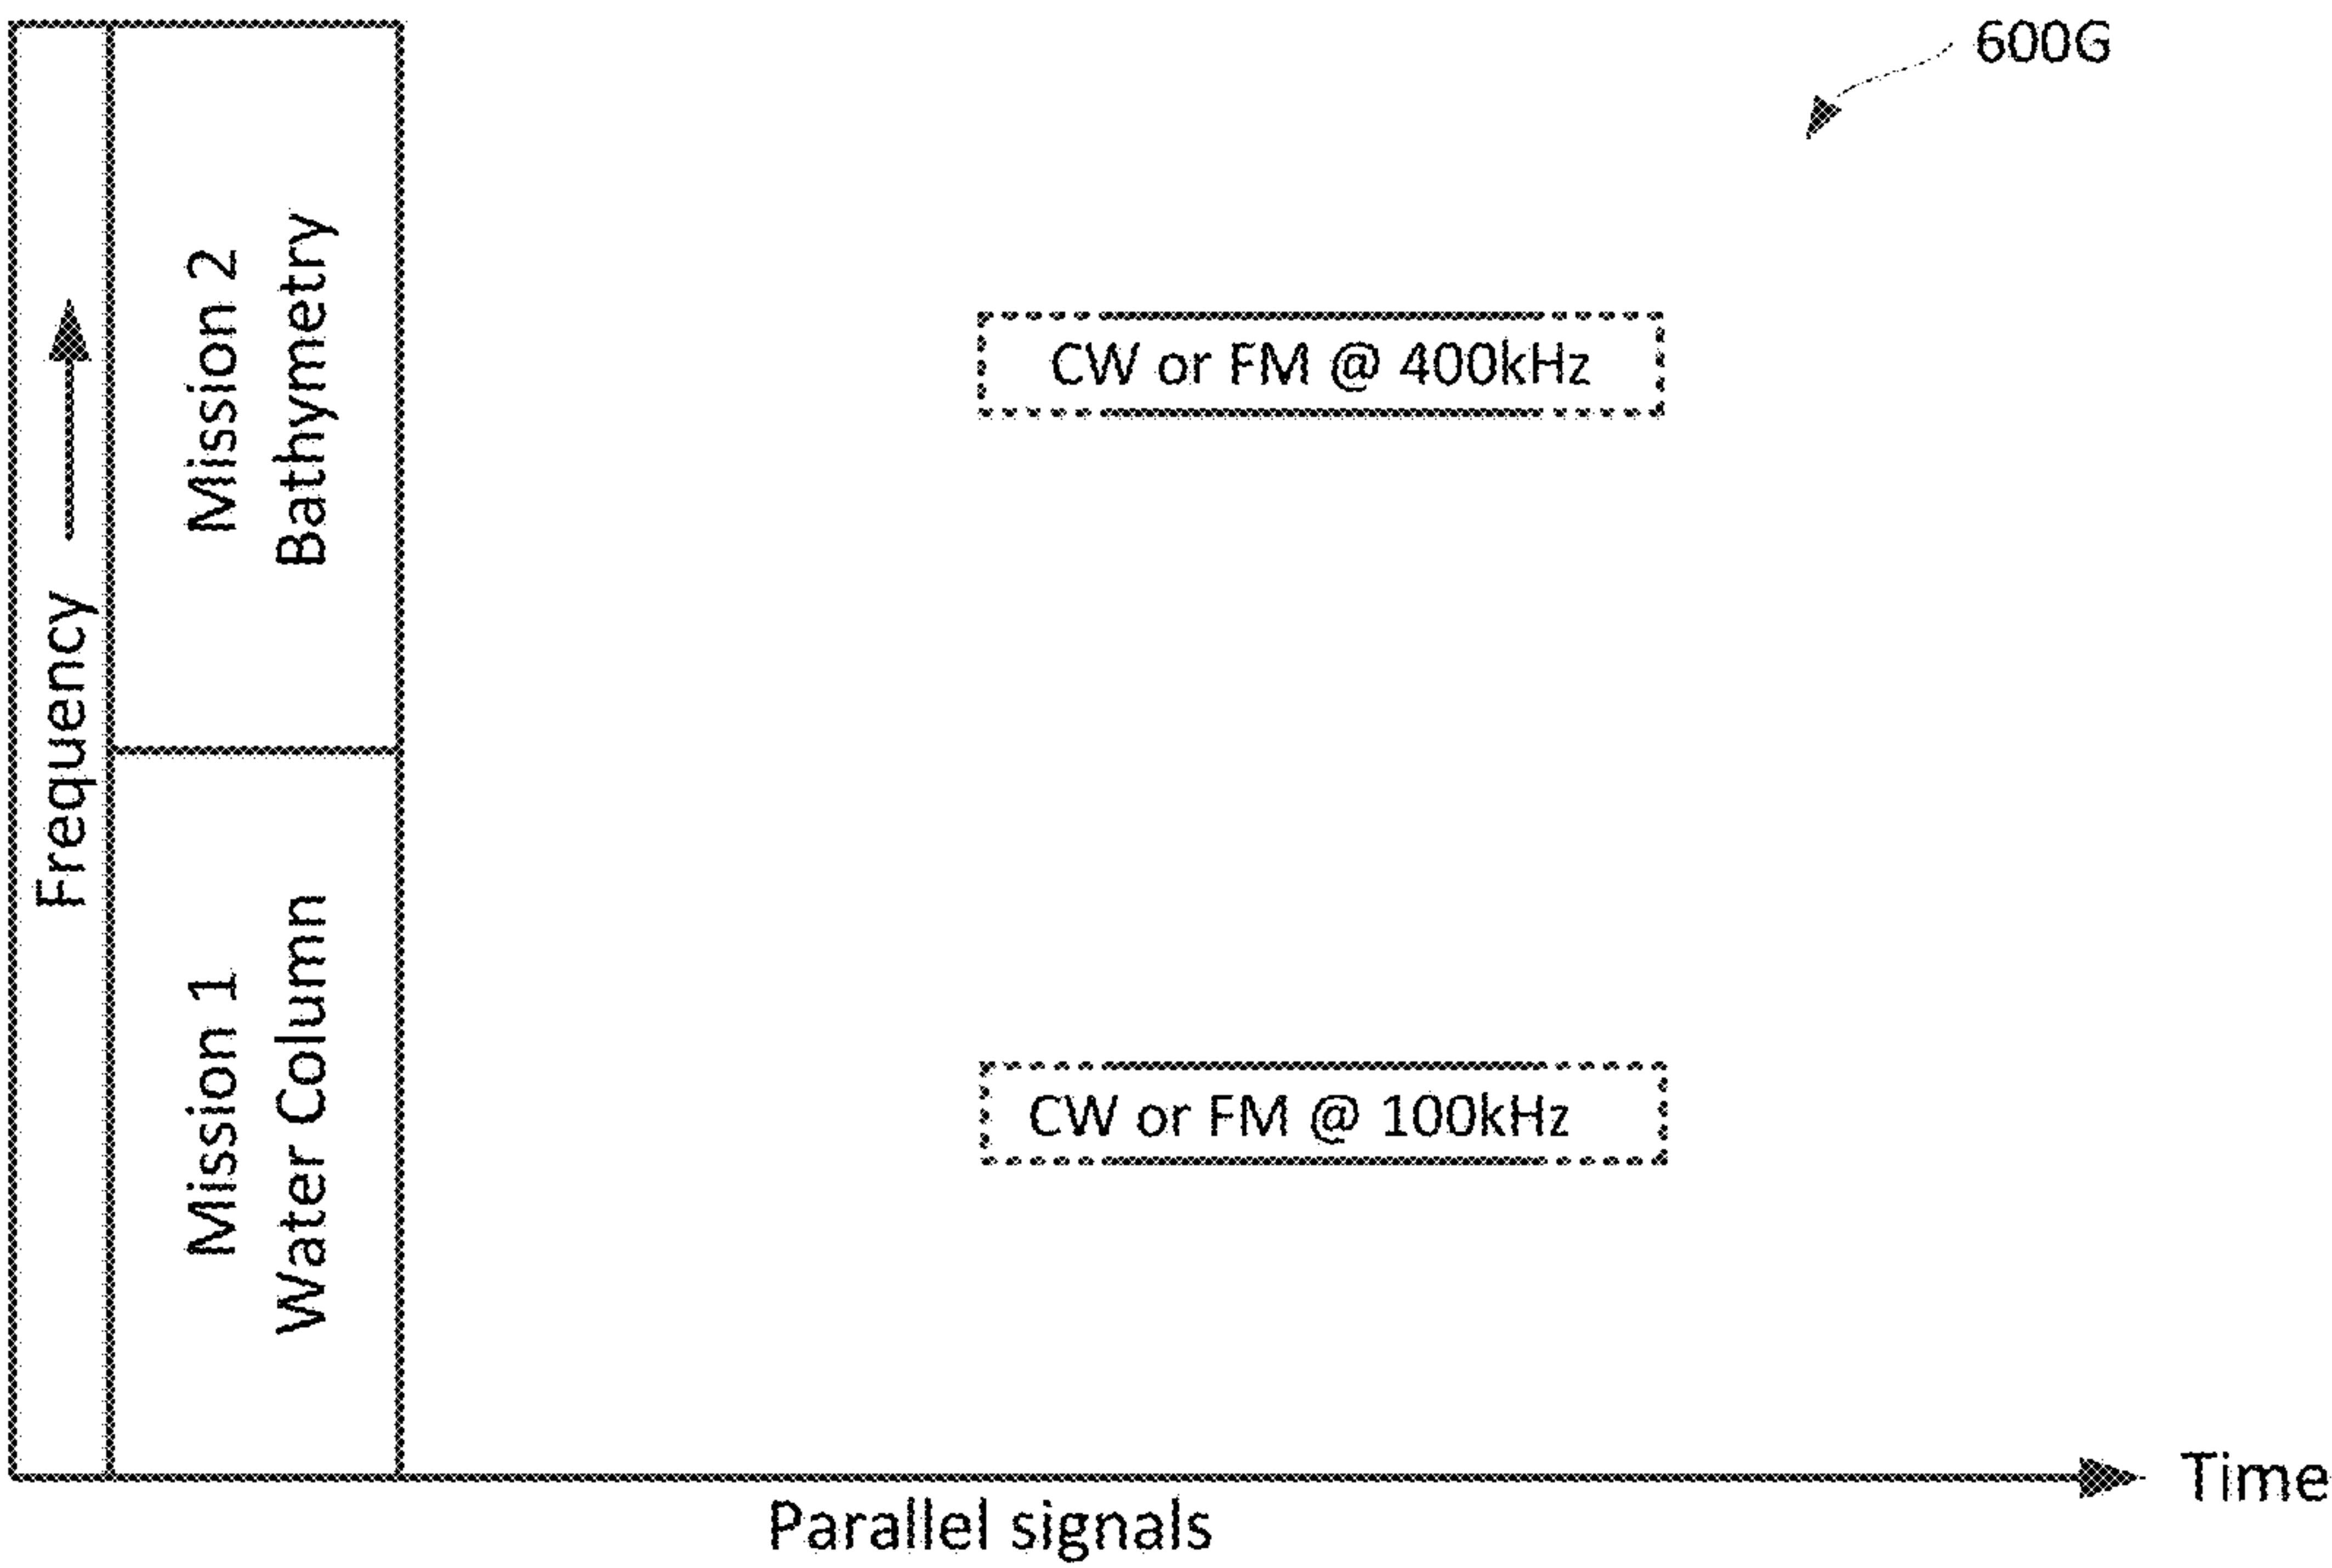 600G
Frequency
Mission 2
Bathymetry
CW or FM @ 400kHz
Mission 1
Water Column
CW or FM @ 100kHz
Time
Parallel signals